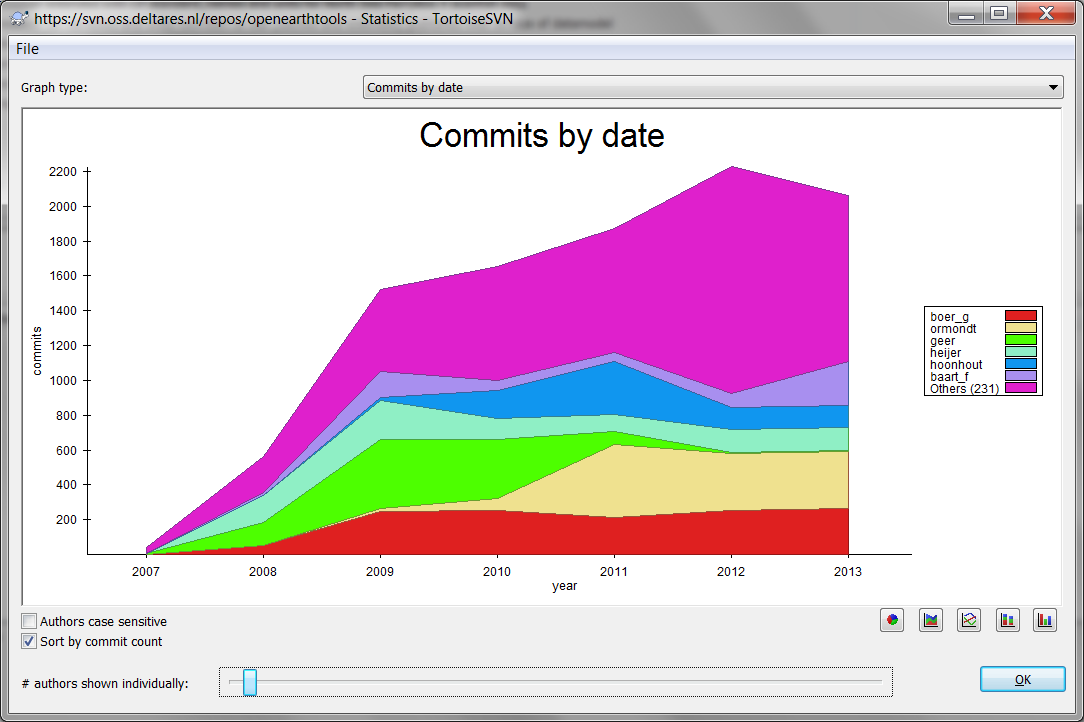 https://svn.oss.deltares.nl/repos/openearthtools - Statistics - TortoiseSVN
File
Graph type:
Commits by date
Commits by date
2200
2000
1800
1600
1400
1200
1000
800
600
400
200
commits
2007 2008 2009 2010 2011 2012 2013
year
boer_g
ormondt
geer
heijer
hoonhout
baart_f
Others (231)
Authors case sensitive
Sort by commit count
# authors shown individually:
OK